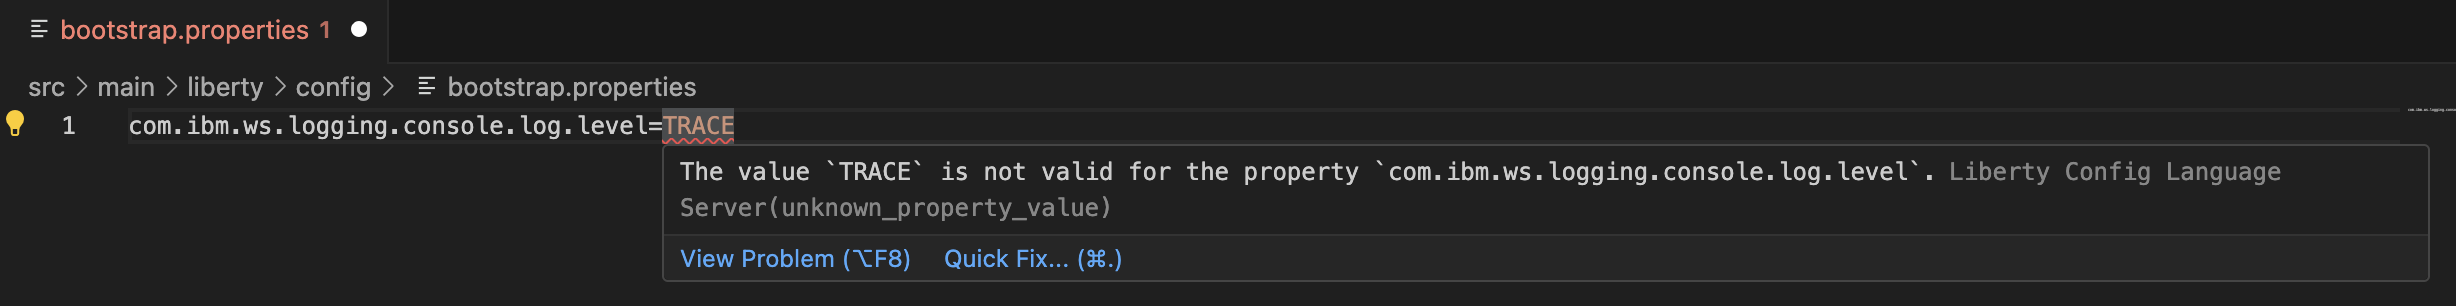 bootstrap.properties 1
src > main > liberty > config > bootstrap.properties
1 com.ibm.ws.logging.console.log.level=TRACE
The value `TRACE` is not valid for the property `com.ibm.ws.logging.console.log.level`. Liberty Config Language
Server(unknown_property_value)
View Problem (⌥F8) Quick Fix... (⌘.)